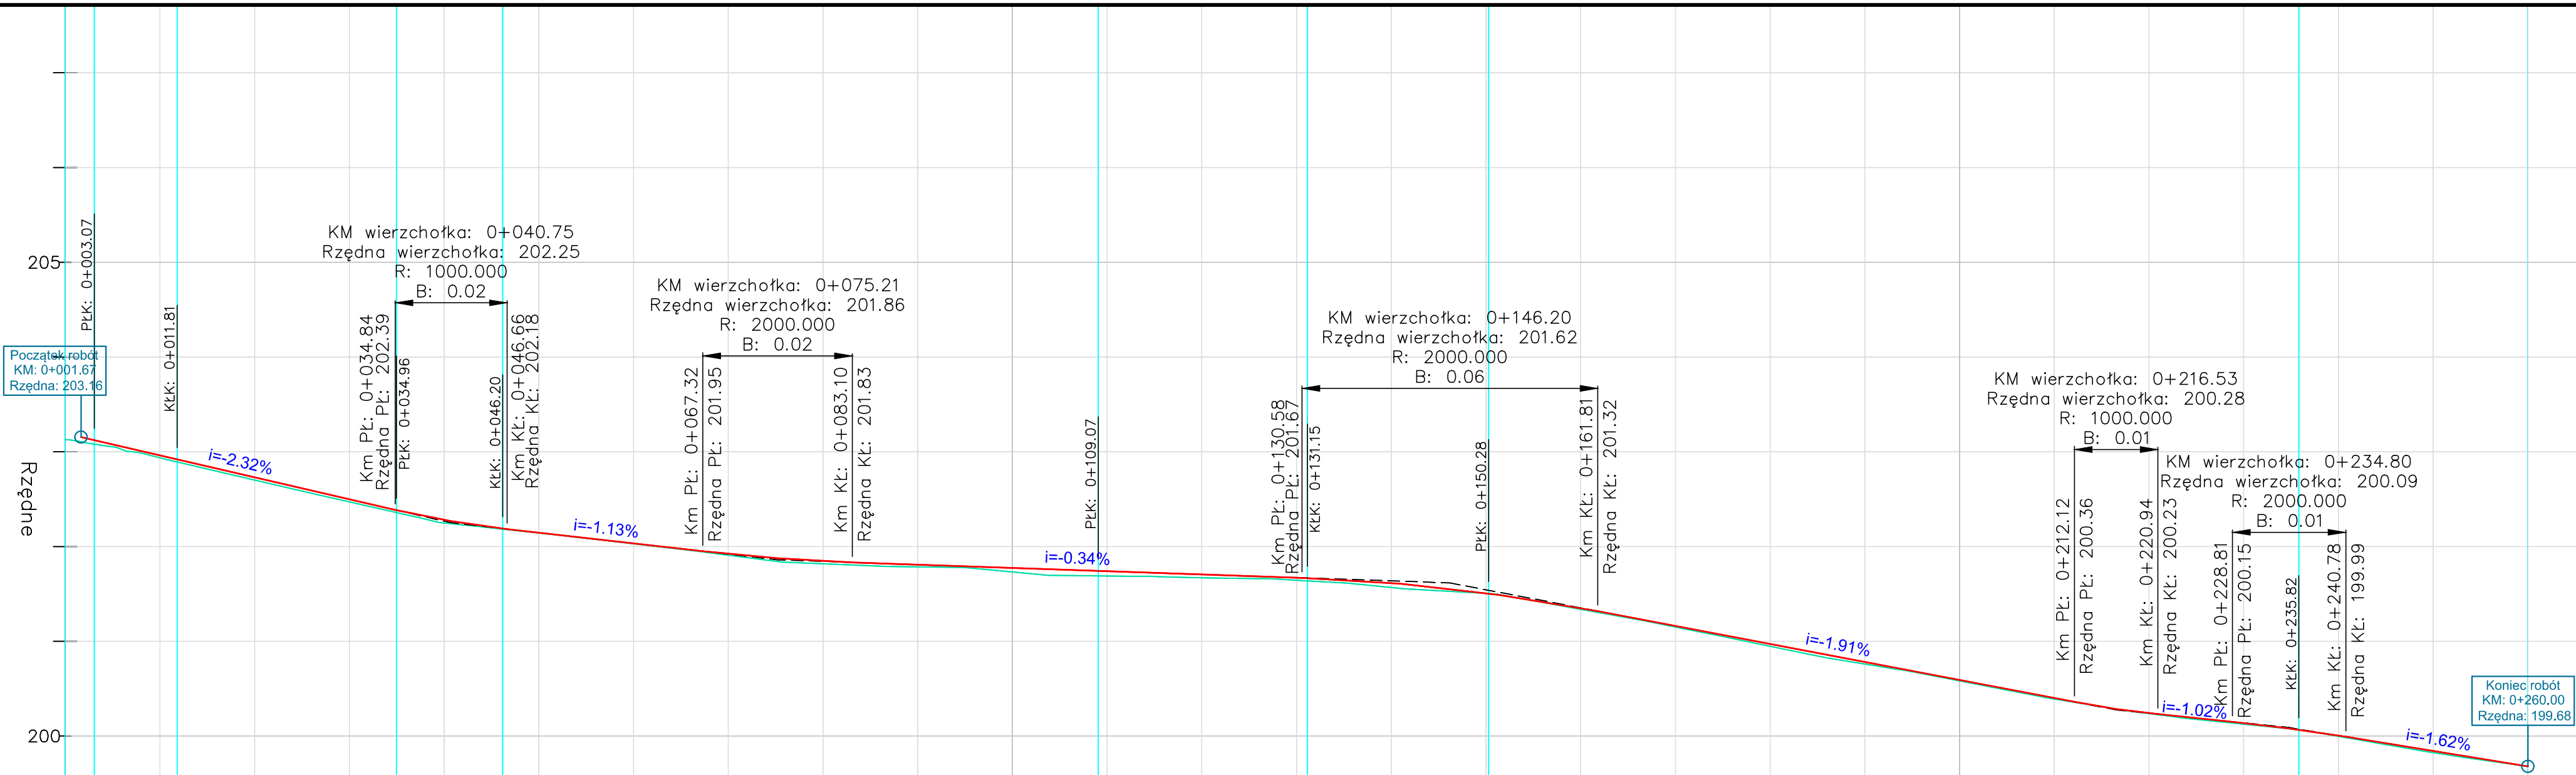 Rzędne
205
200
Początek robót
KM: 0+001.67
Rzędna: 203.16
PŁK: 0+003.07
KŁK: 0+011.81
i=-2.32%
KM wierzchołka: 0+040.75
Rzędna wierzchołka: 202.25
R: 1000.000
B: 0.02
Km PŁ: 0+034.84
Rzędna PŁ: 202.39
PŁK: 0+034.96
KŁK: 0+046.20
Km KŁ: 0+046.66
Rzędna KŁ: 202.18
i=-1.13%
KM wierzchołka: 0+075.21
Rzędna wierzchołka: 201.86
R: 2000.000
B: 0.02
Km PŁ: 0+067.32
Rzędna PŁ: 201.95
Km KŁ: 0+083.10
Rzędna KŁ: 201.83
i=-0.34%
PŁK: 0+109.07
KM wierzchołka: 0+146.20
Rzędna wierzchołka: 201.62
R: 2000.000
B: 0.06
Km PŁ: 0+130.58
Rzędna PŁ: 201.67
KŁK: 0+131.15
PŁK: 0+150.28
Km KŁ: 0+161.81
Rzędna KŁ: 201.32
i=-1.91%
KM wierzchołka: 0+216.53
Rzędna wierzchołka: 200.28
R: 1000.000
B: 0.01
Km PŁ: 0+212.12
Rzędna PŁ: 200.36
Km KŁ: 0+220.94
Rzędna KŁ: 200.23
i=-1.02%
KM wierzchołka: 0+234.80
Rzędna wierzchołka: 200.09
R: 2000.000
B: 0.01
Km PŁ: 0+228.81
Rzędna PŁ: 200.15
KŁK: 0+235.82
Km KŁ: 0+240.78
Rzędna KŁ: 199.99
i=-1.62%
Koniec robót
KM: 0+260.00
Rzędna: 199.68